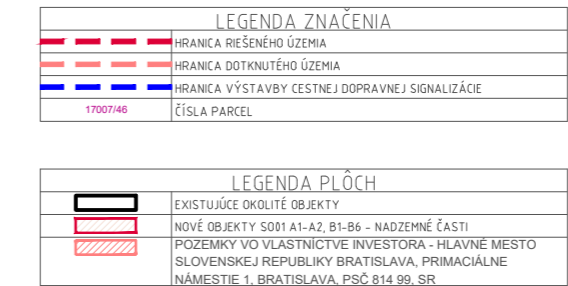 LEGENDA ZNAČENIA
HRANICA RIEŠENÉHO ÚZEMIA
HRANICA DOTKNUTÉHO ÚZEMIA
HRANICA VÝSTAVBY CESTNEJ DOPRAVNEJ SIGNALIZÁCIE
17007/46 ČÍSLA PARCEL
LEGENDA PLÔCH
EXISTUJÚCE OKOLITÉ OBJEKTY
NOVÉ OBJEKTY SO01 A1-A2, B1-B6 - NADZEMNÉ ČASTI
POZEMKY VO VLASTNÍCTVE INVESTORA - HLAVNÉ MESTO
SLOVENSKEJ REPUBLIKY BRATISLAVA, PRIMACIÁLNE
NÁMESTIE 1, BRATISLAVA, PSČ 814 99, SR